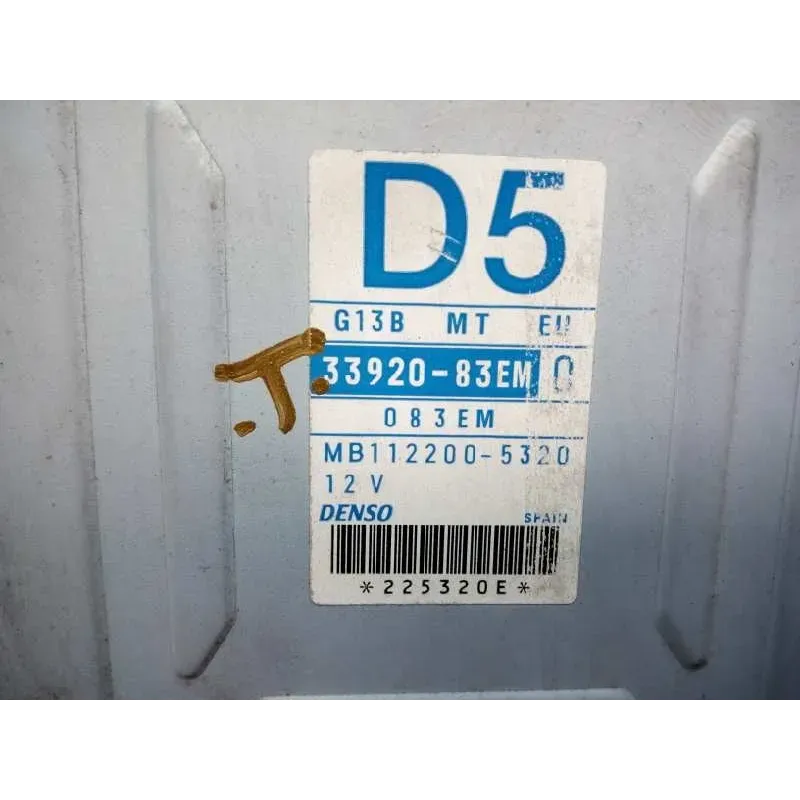 D5
G13B MT EU
33920-83EM 0
083EM
MB112200-5320
12V
DENSO SPAIN
*225320E*
.T.